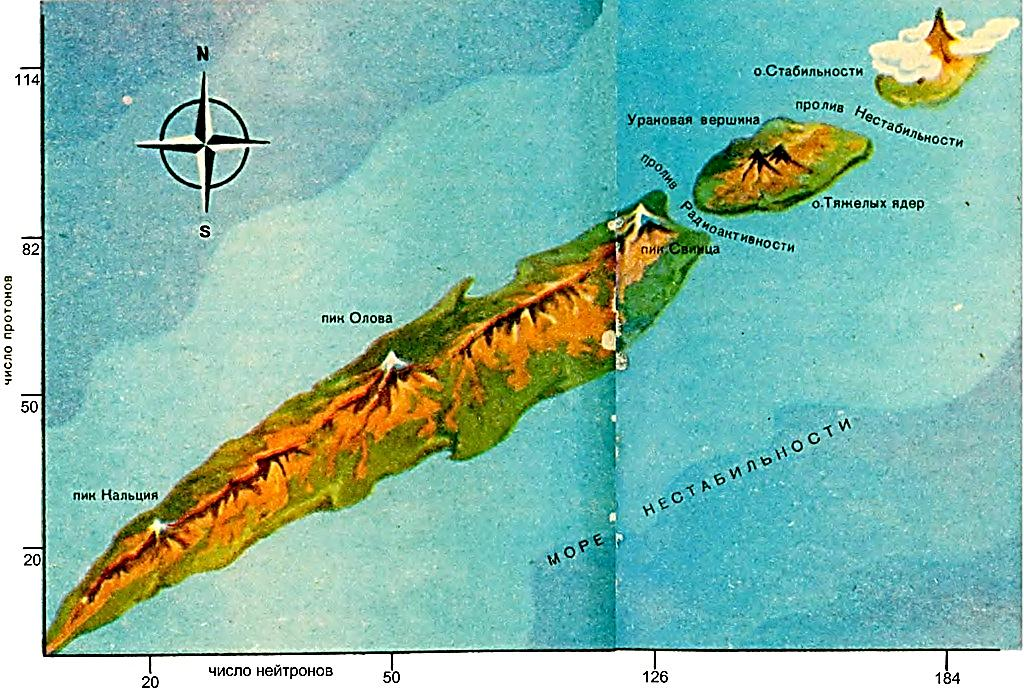 N
S
114
82
50
20
число протонов
о.Стабильности
пролив Нестабильности
Урановая вершина
пролив Радиоактивности
о.Тяжелых ядер
пик Свинца
пик Олова
пик Кальция
МОРЕ НЕСТАБИЛЬНОСТИ
20
число нейтронов
50
126
184